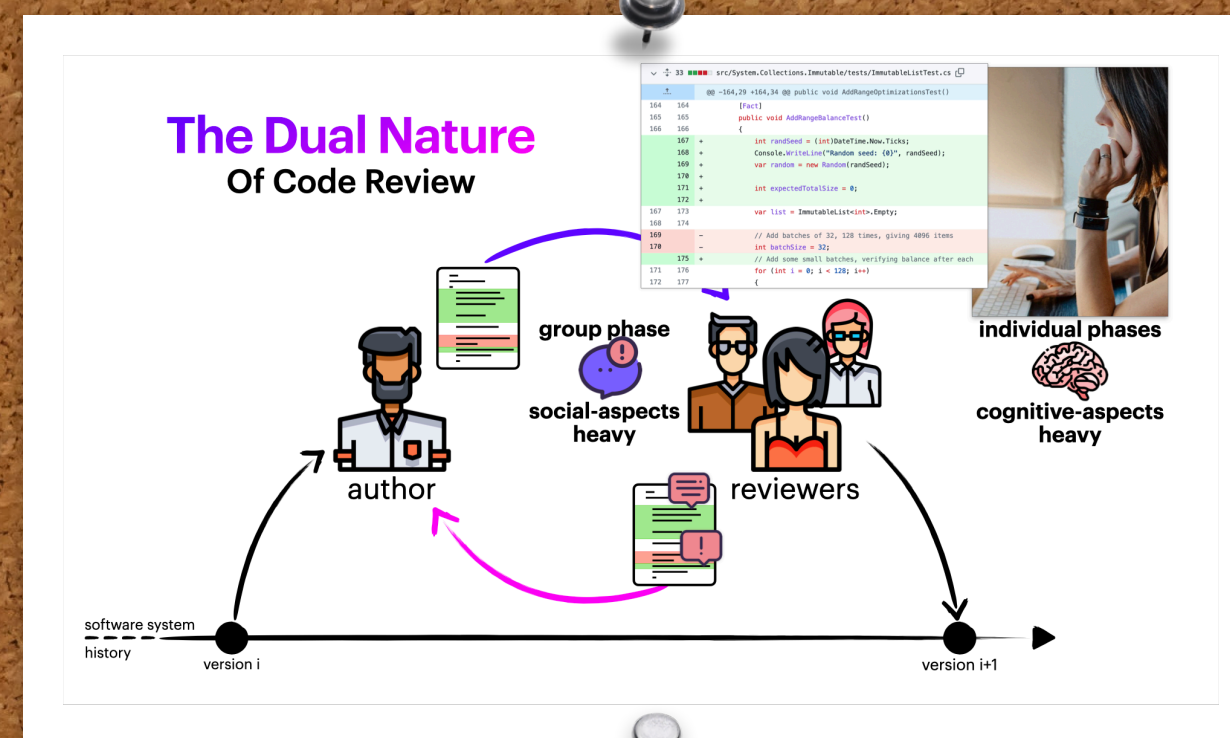 The Dual Nature
Of Code Review
33 src/System.Collections.Immutable/tests/ImmutableListTest.cs
@@ -164,29 +164,34 @@ public void AddRangeOptimizationsTest()
164 164 [Fact]
165 165 public void AddRangeBalanceTest()
166 166 {
167 + int randSeed = (int)DateTime.Now.Ticks;
168 + Console.WriteLine("Random seed: {0}", randSeed);
169 + var random = new Random(randSeed);
170 +
171 + int expectedTotalSize = 0;
172 +
167 173 var list = ImmutableList<int>.Empty;
168 174
169 - // Add batches of 32, 128 times, giving 4096 items
170 - int batchSize = 32;
175 + // Add some small batches, verifying balance after each
171 176 for (int i = 0; i < 128; i++)
172 177 {
group phase
!
social-aspects
heavy
individual phases
cognitive-aspects
heavy
author
reviewers
!
software system
history
version i
version i+1